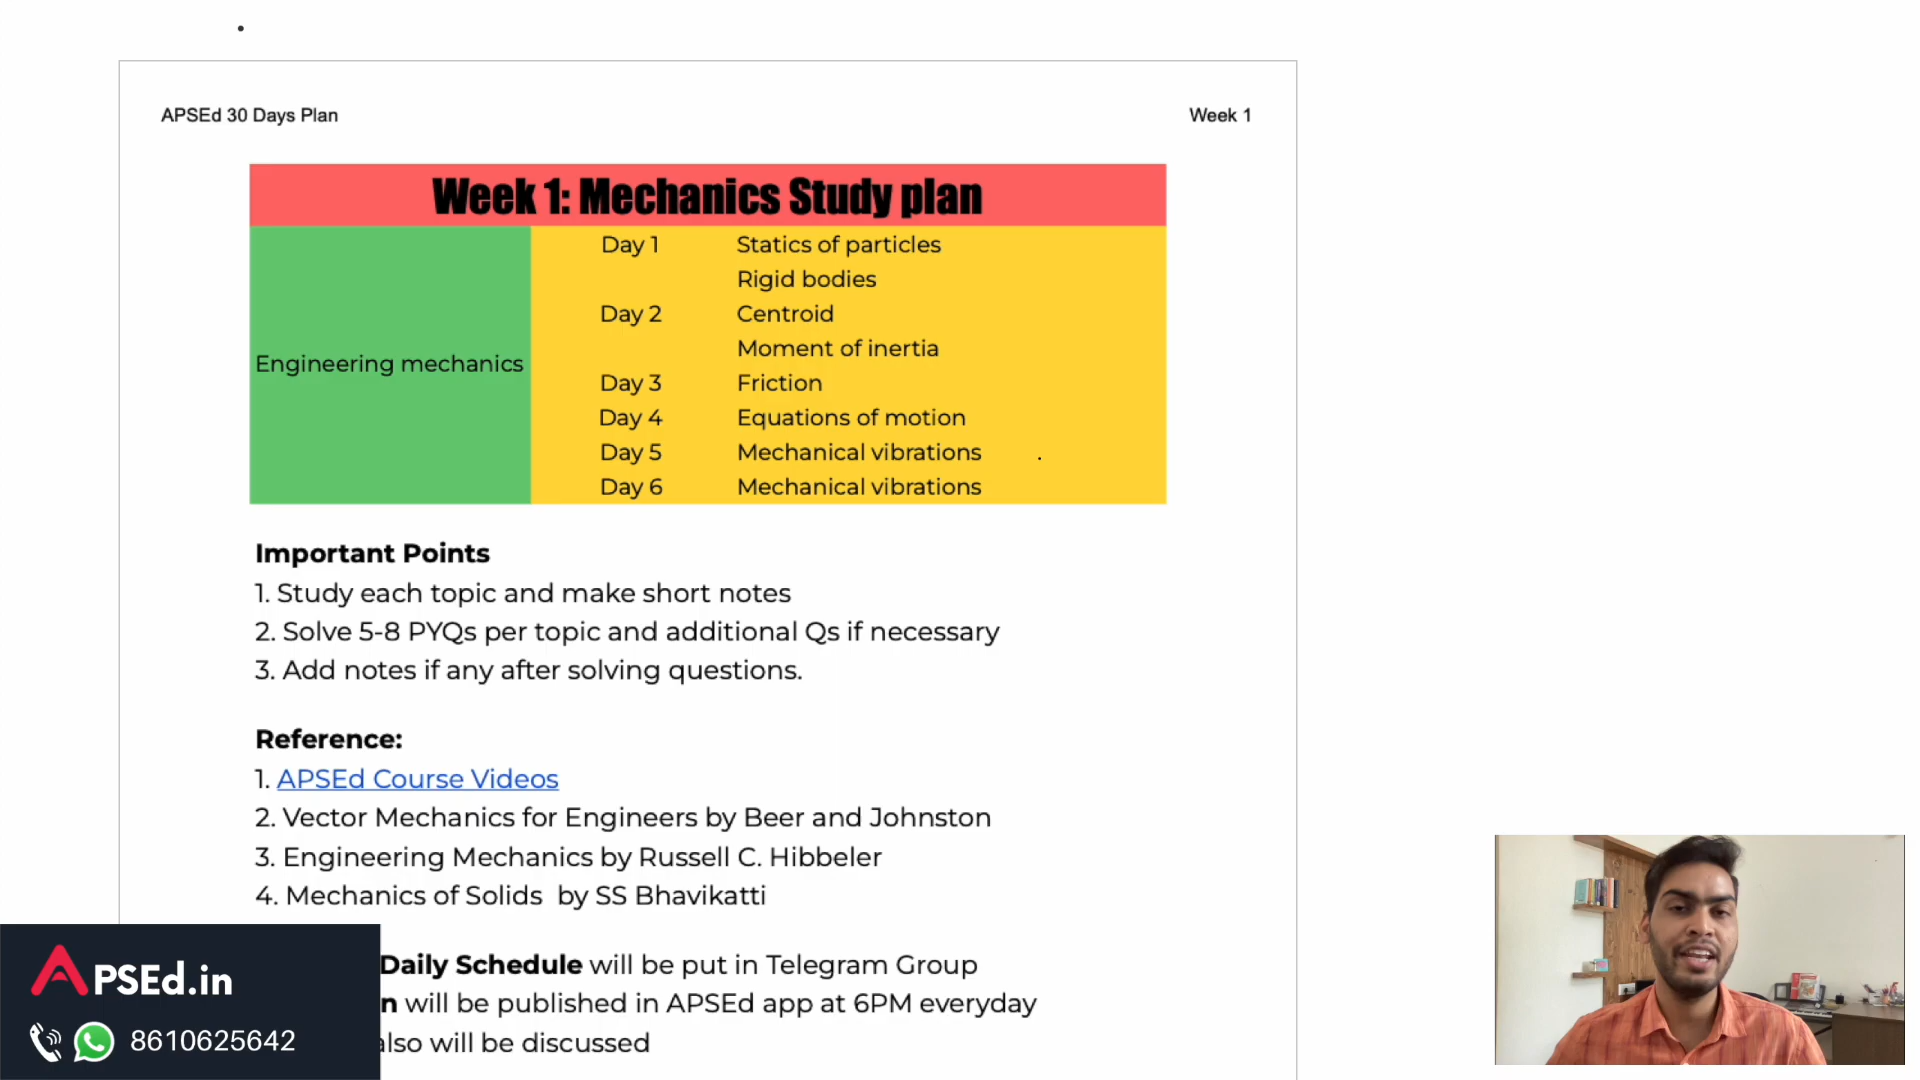 APSEd 30 Days Plan
Week 1
Week 1: Mechanics Study plan
Engineering mechanics
Day 1 Statics of particles
Rigid bodies
Day 2 Centroid
Moment of inertia
Day 3 Friction
Day 4 Equations of motion
Day 5 Mechanical vibrations
Day 6 Mechanical vibrations
Important Points
1. Study each topic and make short notes
2. Solve 5-8 PYQs per topic and additional Qs if necessary
3. Add notes if any after solving questions.
Reference:
1. APSEd Course Videos
2. Vector Mechanics for Engineers by Beer and Johnston
3. Engineering Mechanics by Russell C. Hibbeler
4. Mechanics of Solids by SS Bhavikatti
Daily Schedule will be put in Telegram Group
n will be published in APSEd app at 6PM everyday
also will be discussed
APSEd.in
8610625642